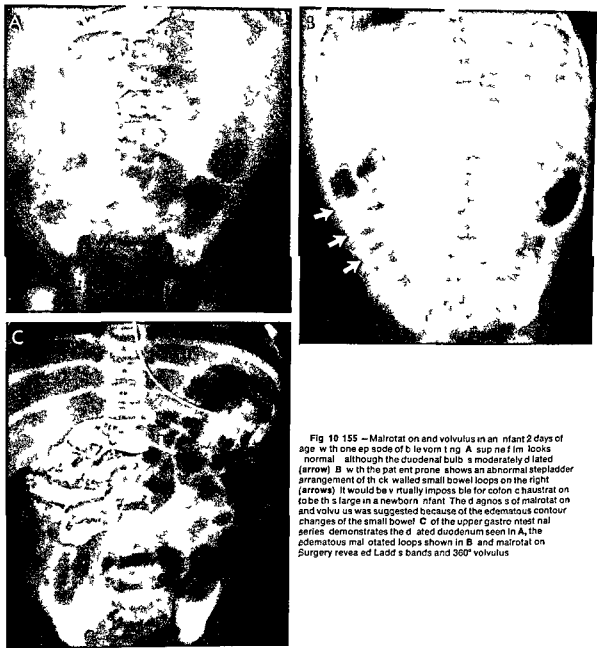 A
B
C
Fig 10 155 –Malrotat on and volvulus in an nfant 2 days of
age w th one ep sode of b le vom t ng A sup ne f lm looks
normal although the duodenal bulb s moderately d lated
(arrow) B w th the pat ent prone shows an abnormal stepladder
arrangement of th ck walled small bowel loops on the right
(arrows) It would be v rtually imposs ble for colon c haustrat on
to be th s large in a newborn nfant The d agnos s of malrotat on
and volvu us was suggested because of the edematous contour
changes of the small bowel C of the upper gastro ntest nal
series demonstrates the d ated duodenum seen in A, the
edematous mal otated loops shown in B and malrotat on
Surgery revea ed Ladd s bands and 360° volvulus